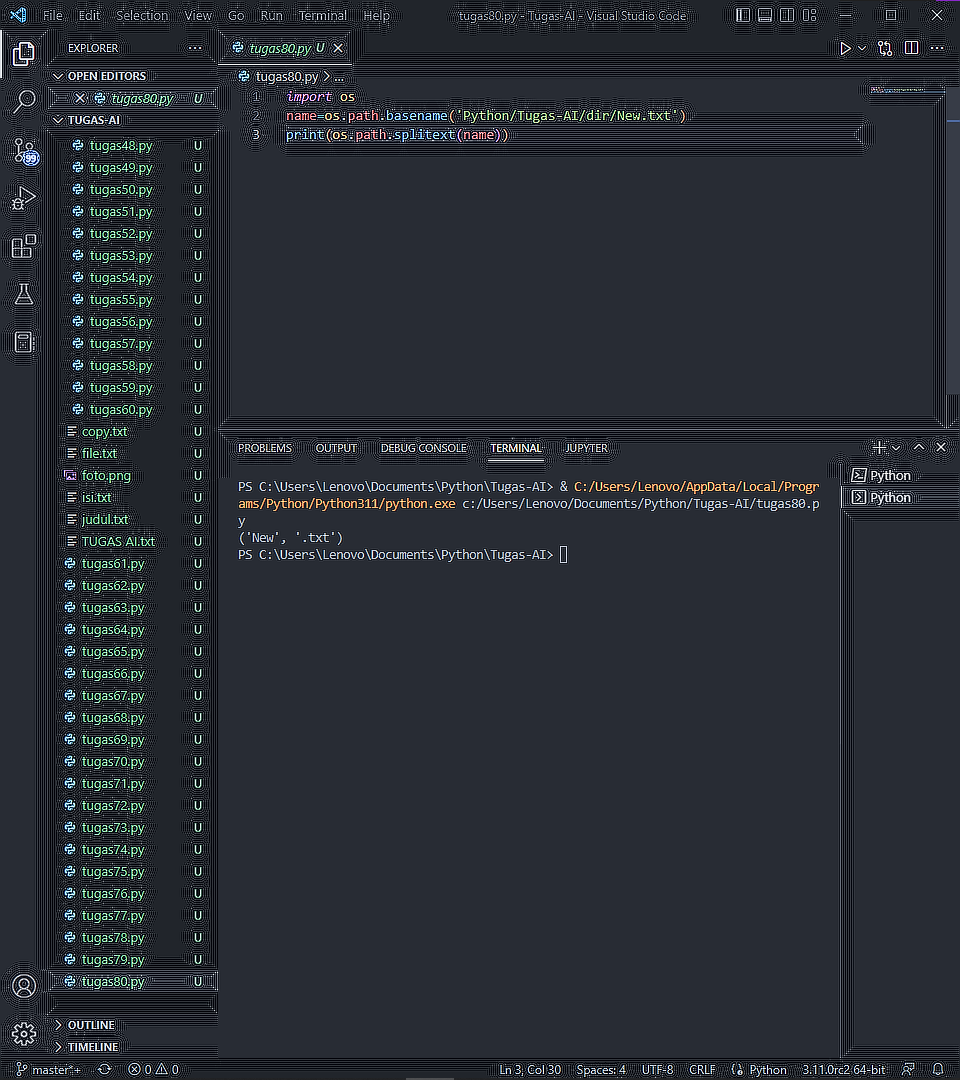 File Edit Selection View Go Run Terminal Help tugas80.py - Tugas-AI - Visual Studio Code
EXPLORER
OPEN EDITORS
tugas80.py U
TUGAS-AI
tugas48.py U
tugas49.py U
tugas50.py U
tugas51.py U
tugas52.py U
tugas53.py U
tugas54.py U
tugas55.py U
tugas56.py U
tugas57.py U
tugas58.py U
tugas59.py U
tugas60.py U
copy.txt U
file.txt U
foto.png U
isi.txt U
judul.txt U
TUGAS AI.txt U
tugas61.py U
tugas62.py U
tugas63.py U
tugas64.py U
tugas65.py U
tugas66.py U
tugas67.py U
tugas68.py U
tugas69.py U
tugas70.py U
tugas71.py U
tugas72.py U
tugas73.py U
tugas74.py U
tugas75.py U
tugas76.py U
tugas77.py U
tugas78.py U
tugas79.py U
tugas80.py U
OUTLINE
TIMELINE
99
tugas80.py U
tugas80.py > ...
1 import os
2 name=os.path.basename('Python/Tugas-AI/dir/New.txt')
3 print(os.path.splitext(name))
PROBLEMS OUTPUT DEBUG CONSOLE TERMINAL JUPYTER
PS C:\Users\Lenovo\Documents\Python\Tugas-AI> & C:/Users/Lenovo/AppData/Local/Progr
ams/Python/Python311/python.exe c:/Users/Lenovo/Documents/Python/Tugas-AI/tugas80.p
y
('New', '.txt')
PS C:\Users\Lenovo\Documents\Python\Tugas-AI>
Python
Python
master*+ 0 0 Ln 3, Col 30 Spaces: 4 UTF-8 CRLF Python 3.11.0rc2 64-bit